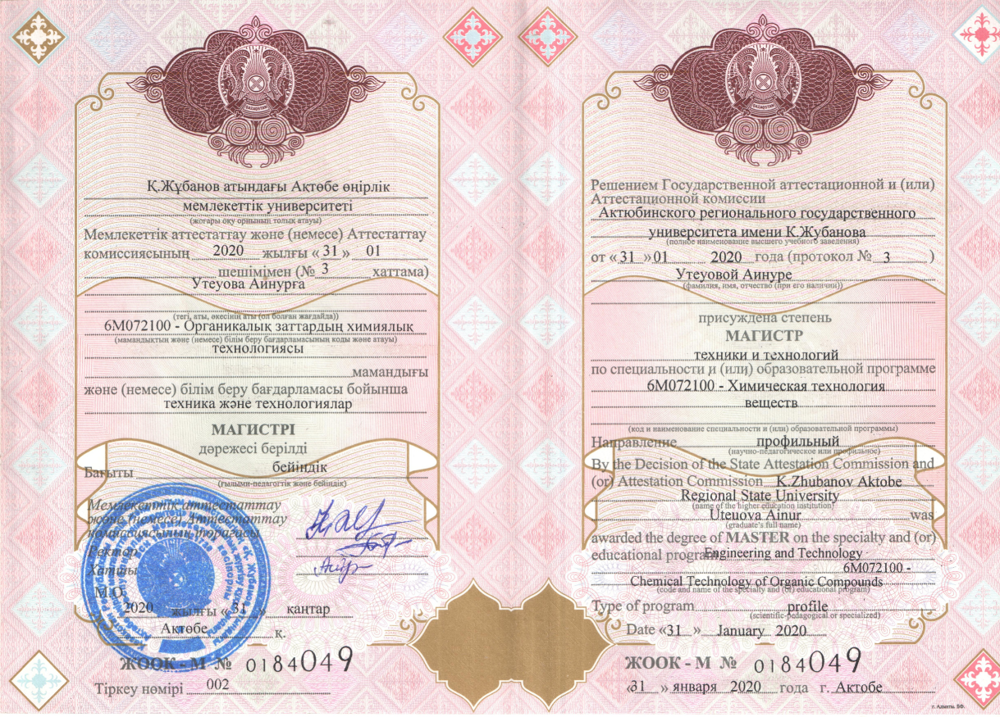 Қ.Жұбанов атындағы Ақтөбе өңірлік
мемлекеттік университеті
(жоғары оқу орнының толық атауы)
Мемлекеттік аттестаттау және (немесе) Аттестаттау
комиссиясының 2020 жылғы «31» 01
шешімімен (№ 3 хаттама)
Утеуова Аинурға
(тегі, аты, әкесінің аты (ол болған жағдайда))
6М072100 - Органикалық заттардың химиялық
(мамандықтың және (немесе) білім беру бағдарламасының коды және атауы)
технологиясы
мамандығы
және (немесе) білім беру бағдарламасы бойынша
техника және технологиялар
МАГИСТРІ
дәрежесі берілді
Бағыты бейіндік
(ғылыми-педагогтік және бейіндік)
Мемлекеттік аттестаттау
және (немесе) Аттестаттау
комиссиясының төрағасы
Ректор
Хатшы
М.О.
2020 жылғы «31» қаңтар
Ақтөбе қ.
ЖООК - М № 0184049
Тіркеу нөмірі 002
Решением Государственной аттестационной и (или)
Аттестационной комиссии
Актюбинского регионального государственного
университета имени К.Жубанова
(полное наименование высшего учебного заведения)
от «31» 01 2020 года (протокол № 3 )
Утеуовой Аинуре
(фамилия, имя, отчество (при его наличии))
присуждена степень
МАГИСТР
техники и технологий
по специальности и (или) образовательной программе
6М072100 - Химическая технология
веществ
(код и наименование специальности и (или) образовательной программы)
Направление профильный
(научно-педагогическое или профильное)
By the Decision of the State Attestation Commission and
(or) Attestation Commission K.Zhubanov Aktobe
Regional State University
(name of the higher education institution)
Uteuova Ainur was
(graduate's full name)
awarded the degree of MASTER on the specialty and (or)
educational program Engineering and Technology
6M072100 -
Chemical Technology of Organic Compounds
(code and name of the specialty and (or) educational program)
Type of program profile
(scientific-pedagogical or specialized)
Date «31 » January 2020
ЖООК - М № 0184049
«31 » января 2020 года г. Актобе
г. Алматы. БФ.